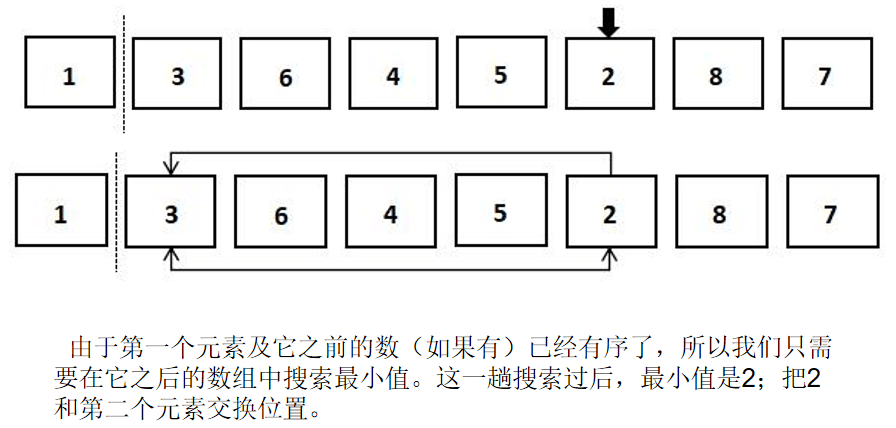 1 3 6 4 5 2 8 7
1 3 6 4 5 2 8 7
由于第一个元素及它之前的数（如果有）已经有序了，所以我们只需
要在它之后的数组中搜索最小值。这一趟搜索过后，最小值是2；把2
和第二个元素交换位置。